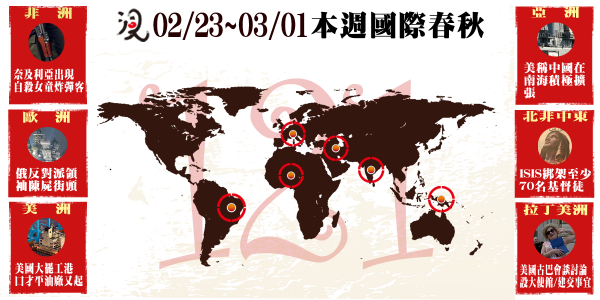 02/23~03/01本週國際春秋
121
非 洲
奈及利亞出現
自殺女童炸彈客
歐 洲
俄反對派領
袖陳屍街頭
美 洲
美國大罷工港
口才平油廠又起
亞 洲
美稱中國在
南海積極擴
張
北非中東
ISIS綁架至少
70名基督徒
拉丁美洲
美國古巴會談討論
設大使館/建交事宜